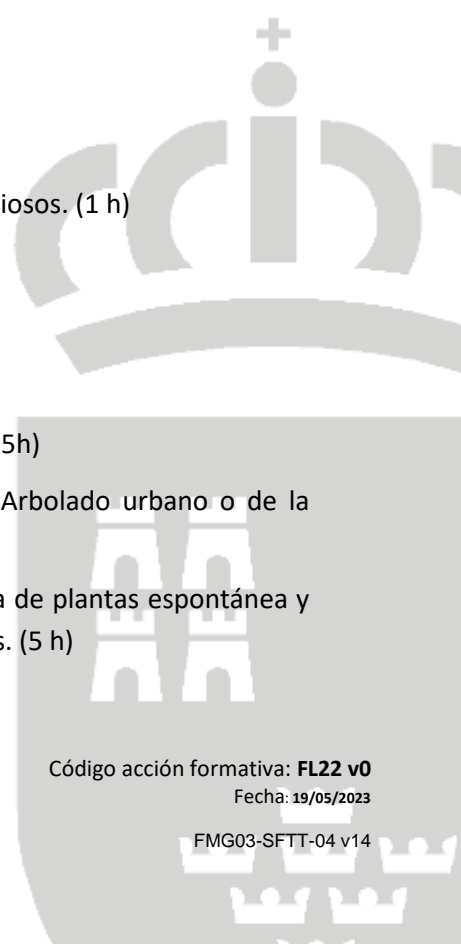 (1 h)
5h)
Arbolado urbano o de la
de plantas espontánea y
(5 h)
Código acción formativa: FL22 v0
Fecha: 19/05/2023
FMG03-SFTT-04 v14